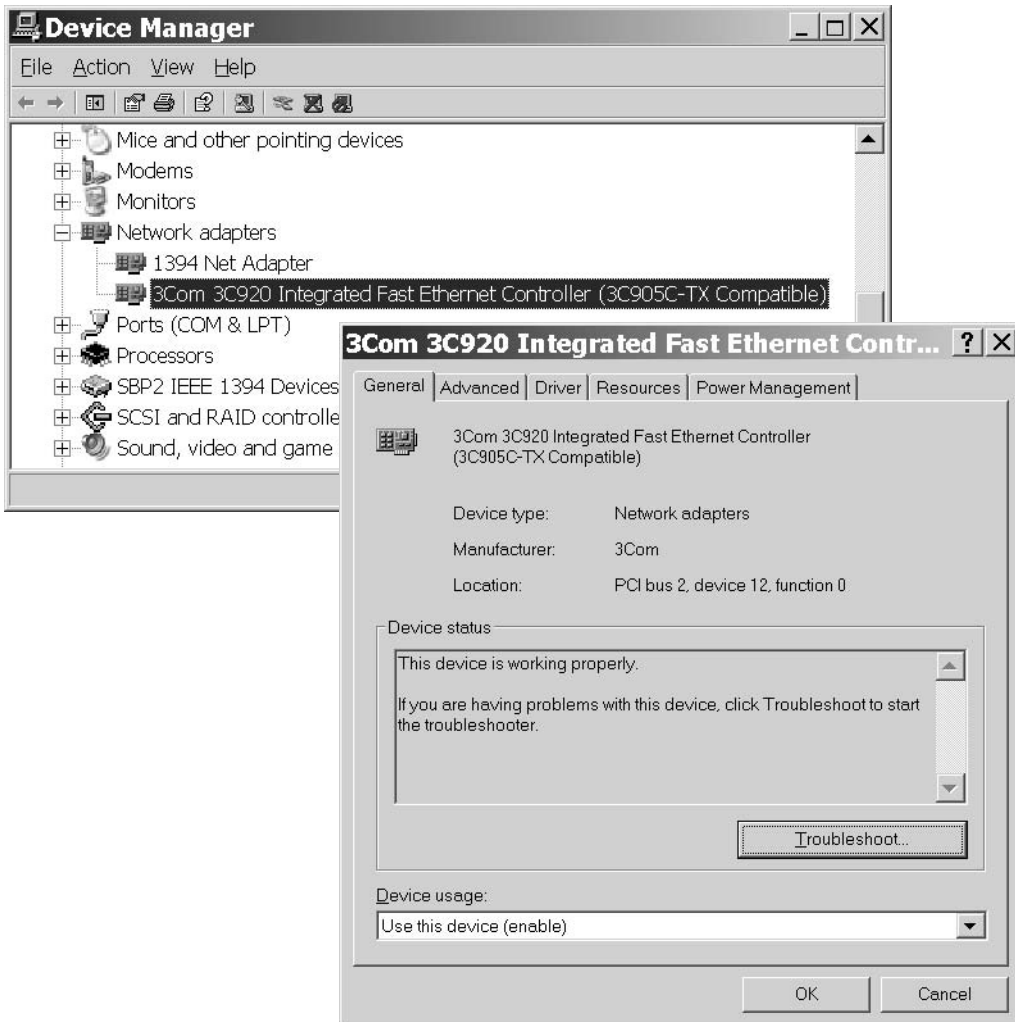 Device Manager
File Action View Help
Mice and other pointing devices
Modems
Monitors
Network adapters
1394 Net Adapter
3Com 3C920 Integrated Fast Ethernet Controller (3C905C-TX Compatible)
Ports (COM & LPT)
Processors
SBP2 IEEE 1394 Devices
SCSI and RAID controlle
Sound, video and game
3Com 3C920 Integrated Fast Ethernet Contr...
General Advanced Driver Resources Power Management
3Com 3C920 Integrated Fast Ethernet Controller
(3C905C-TX Compatible)
Device type: Network adapters
Manufacturer: 3Com
Location: PCI bus 2, device 12, function 0
Device status
This device is working properly.
If you are having problems with this device, click Troubleshoot to start
the troubleshooter.
Troubleshoot...
Device usage:
Use this device (enable)
OK Cancel